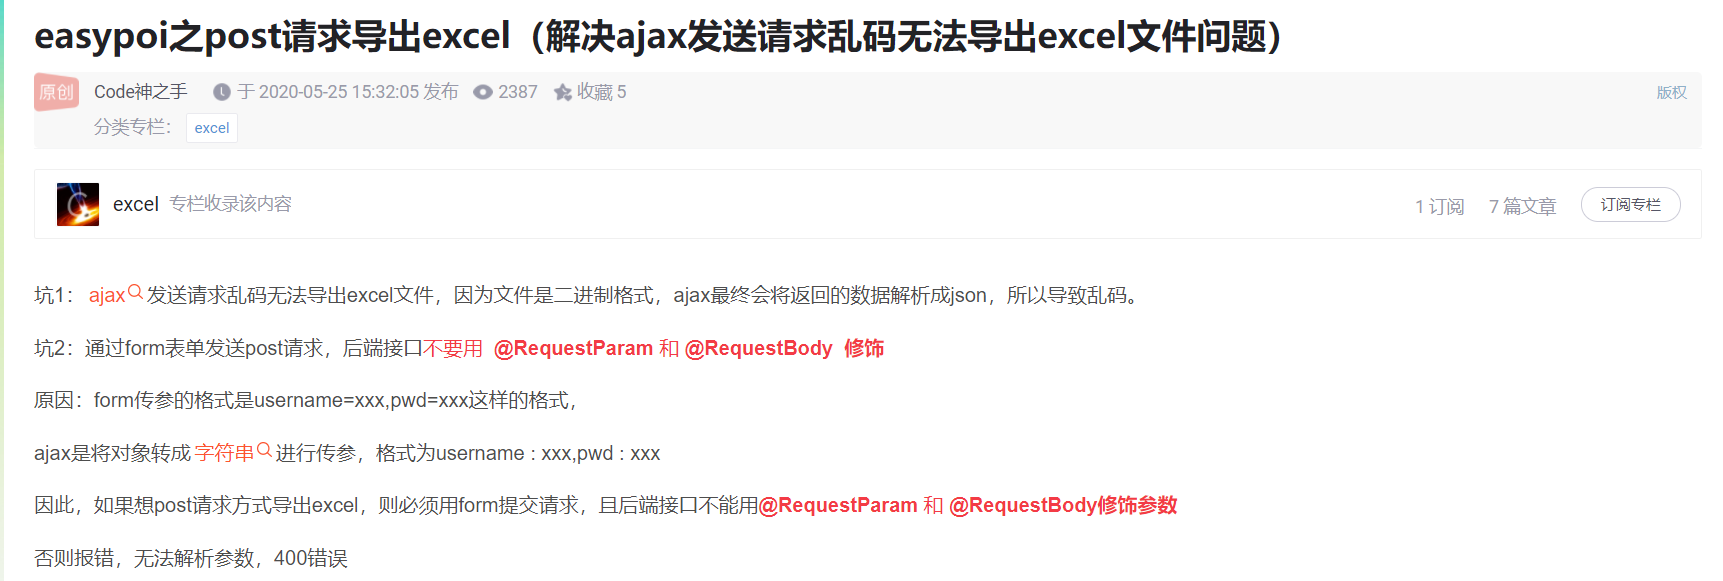 easypoi之post请求导出excel（解决ajax发送请求乱码无法导出excel文件问题）
原创 Code神之手 于 2020-05-25 15:32:05 发布 2387 收藏 5 版权
分类专栏： excel
excel 专栏收录该内容 1 订阅 7 篇文章 订阅专栏
坑1： ajax 发送请求乱码无法导出excel文件，因为文件是二进制格式，ajax最终会将返回的数据解析成json，所以导致乱码。
坑2：通过form表单发送post请求，后端接口不要用 @RequestParam 和 @RequestBody 修饰
原因：form传参的格式是username=xxx,pwd=xxx这样的格式，
ajax是将对象转成 字符串 进行传参，格式为username : xxx,pwd : xxx
因此，如果想post请求方式导出excel，则必须用form提交请求，且后端接口不能用@RequestParam 和 @RequestBody修饰参数
否则报错，无法解析参数，400错误